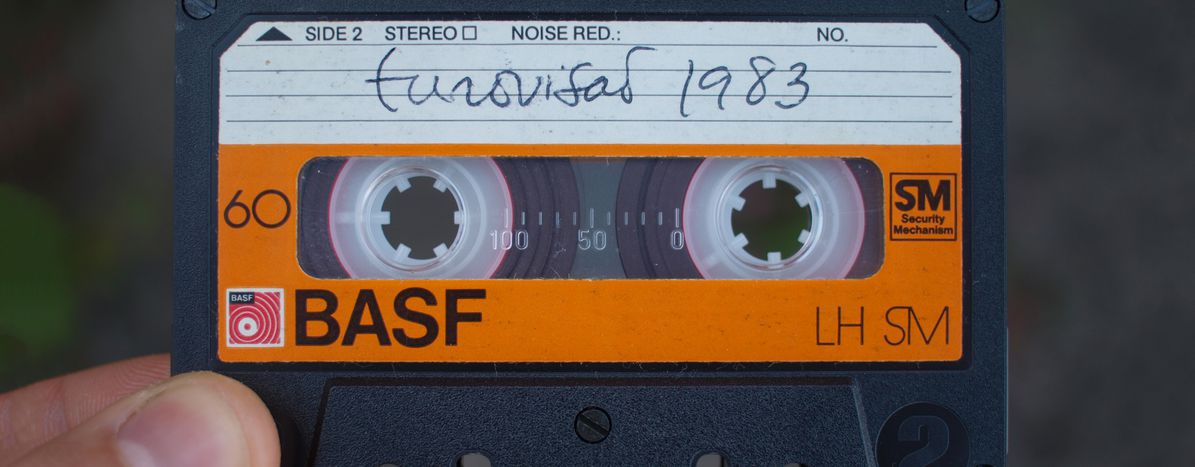 SIDE 2 STEREO NOISE RED.: NO.
Eurovisão 1983
60
SM
Security
Mechanism
100 50 0
BASF
BASF LH SM
2